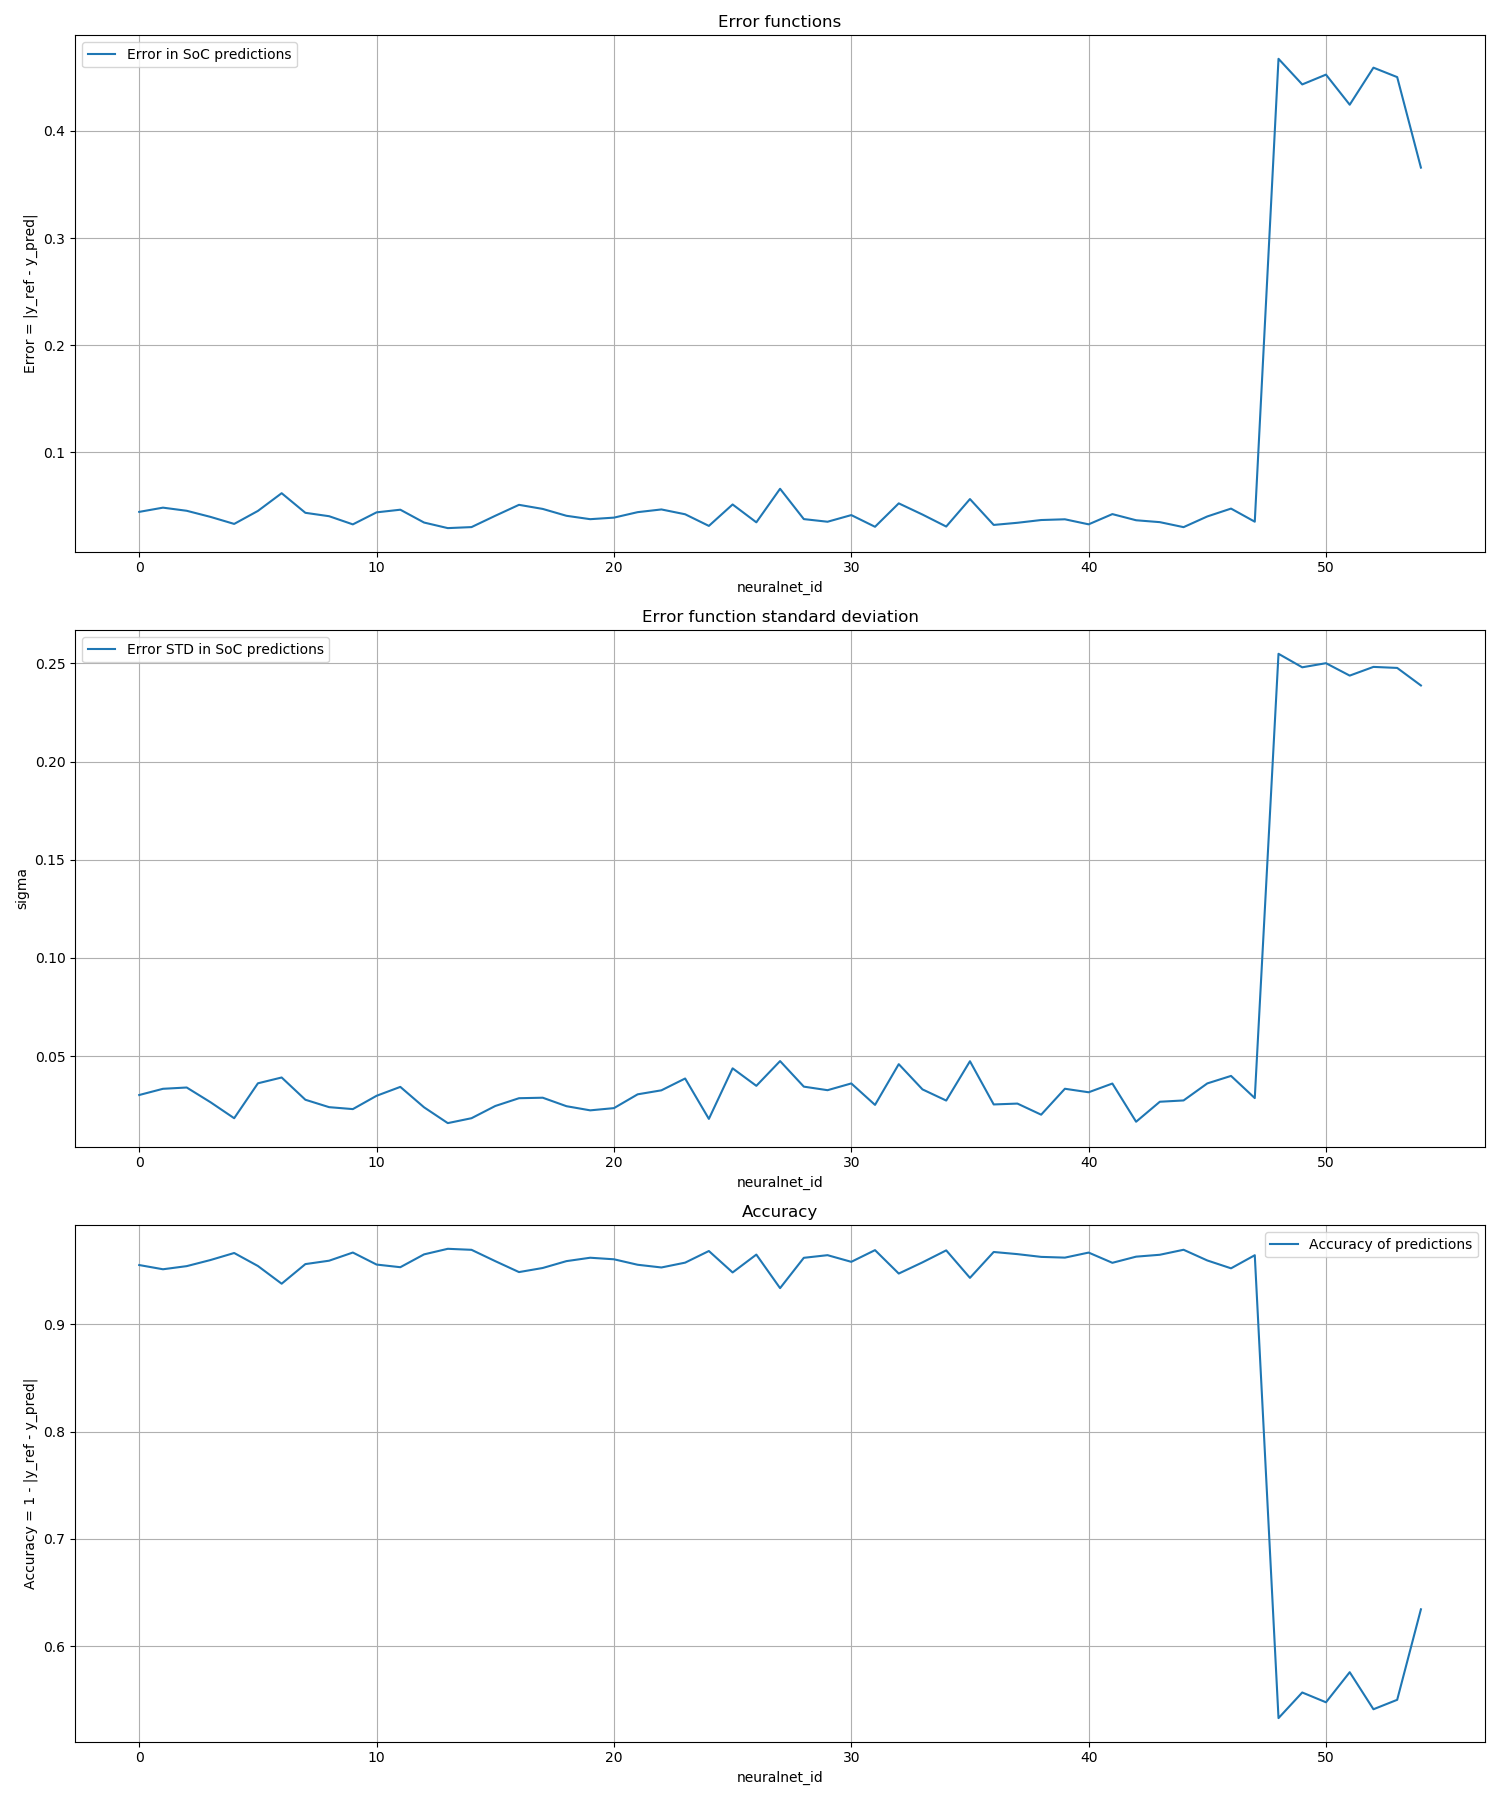 Error functions
Error in SoC predictions
Error = |y_ref - y_pred|
0.4
0.3
0.2
0.1
0 10 20 30 40 50
neuralnet_id
Error function standard deviation
Error STD in SoC predictions
sigma
0.25
0.20
0.15
0.10
0.05
0 10 20 30 40 50
neuralnet_id
Accuracy
Accuracy of predictions
Accuracy = 1 - |y_ref - y_pred|
0.9
0.8
0.7
0.6
0 10 20 30 40 50
neuralnet_id